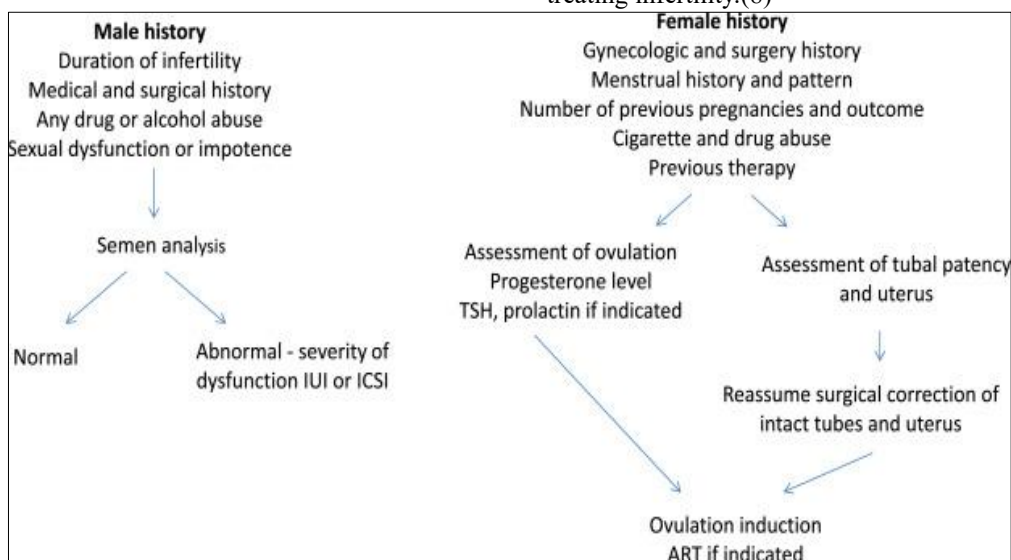 treating infertility.(6)
Male history
Duration of infertility
Medical and surgical history
Any drug or alcohol abuse
Sexual dysfunction or impotence
Semen analysis
Normal
Abnormal - severity of
dysfunction IUI or ICSI
Female history
Gynecologic and surgery history
Menstrual history and pattern
Number of previous pregnancies and outcome
Cigarette and drug abuse
Previous therapy
Assessment of ovulation
Progesterone level
TSH, prolactin if indicated
Assessment of tubal patency
and uterus
Reassume surgical correction of
intact tubes and uterus
Ovulation induction
ART if indicated